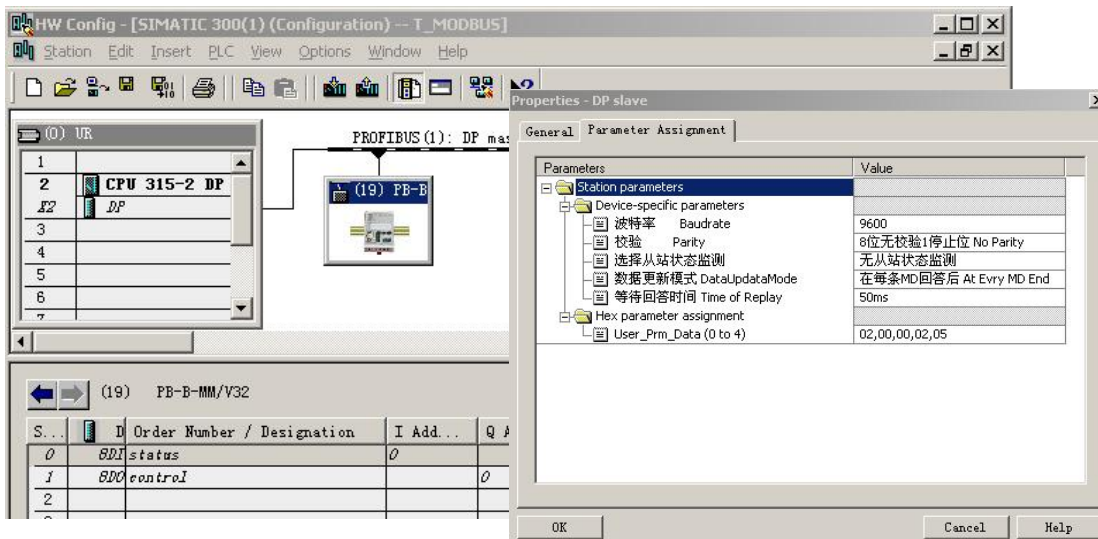 HW Config - [SIMATIC 300(1) (Configuration) -- T_MODBUS]
Station Edit Insert PLC View Options Window Help
(0) UR
1
2 CPU 315-2 DP
X2 DP
3
4
5
6
7
PROFIBUS(1): DP mas
(19) PB-B
(19) PB-B-MM/V32
S... D Order Number / Designation I Add... Q A
0 8DI status 0
1 8DO control 0
2
Properties - DP slave
General Parameter Assignment
Parameters Value
Station parameters
Device-specific parameters
波特率 Baudrate 9600
校验 Parity 8位无校验1停止位 No Parity
选择从站状态监测 无从站状态监测
数据更新模式 DataUpdataMode 在每条MD回答后 At Evry MD End
等待回答时间 Time of Replay 50ms
Hex parameter assignment
User_Prm_Data (0 to 4) 02,00,00,02,05
OK Cancel Help